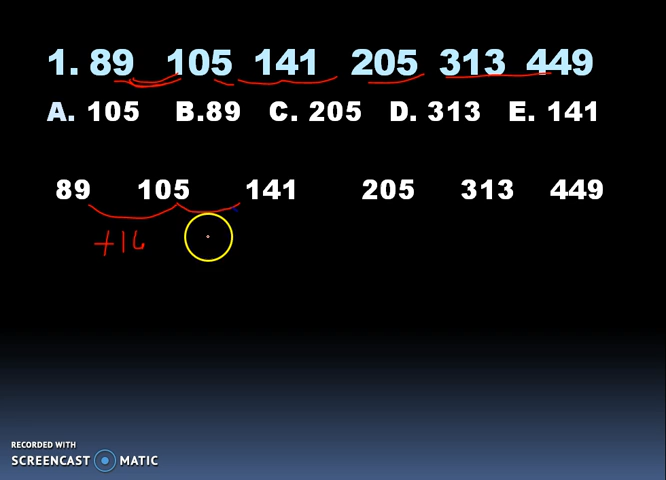 1. 89 105 141 205 313 449
A. 105 B.89 C. 205 D. 313 E. 141
89 105 141 205 313 449
+16
RECORDED WITH
SCREENCAST MATIC